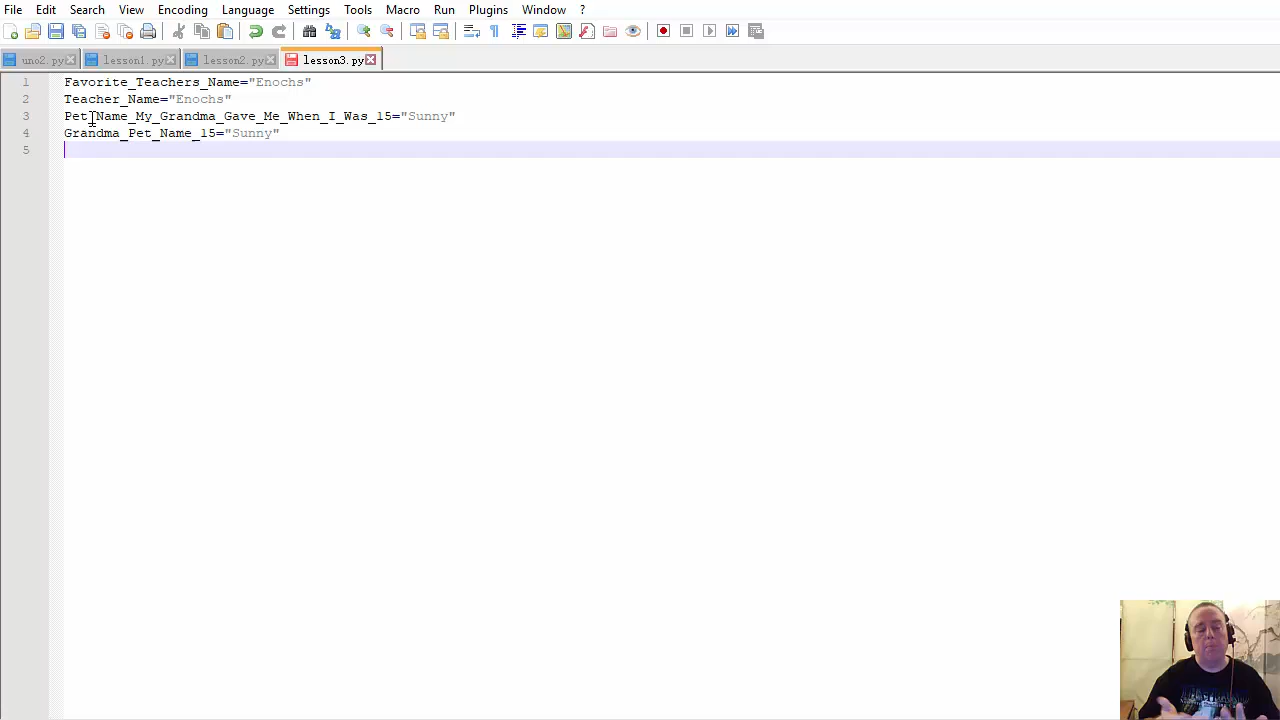 File Edit Search View Encoding Language Settings Tools Macro Run Plugins Window ?
uno2.py lesson1.py lesson2.py lesson3.py
1 Favorite_Teachers_Name="Enochs"
2 Teacher_Name="Enochs"
3 Pet_Name_My_Grandma_Gave_Me_When_I_Was_15="Sunny"
4 Grandma_Pet_Name_15="Sunny"
5